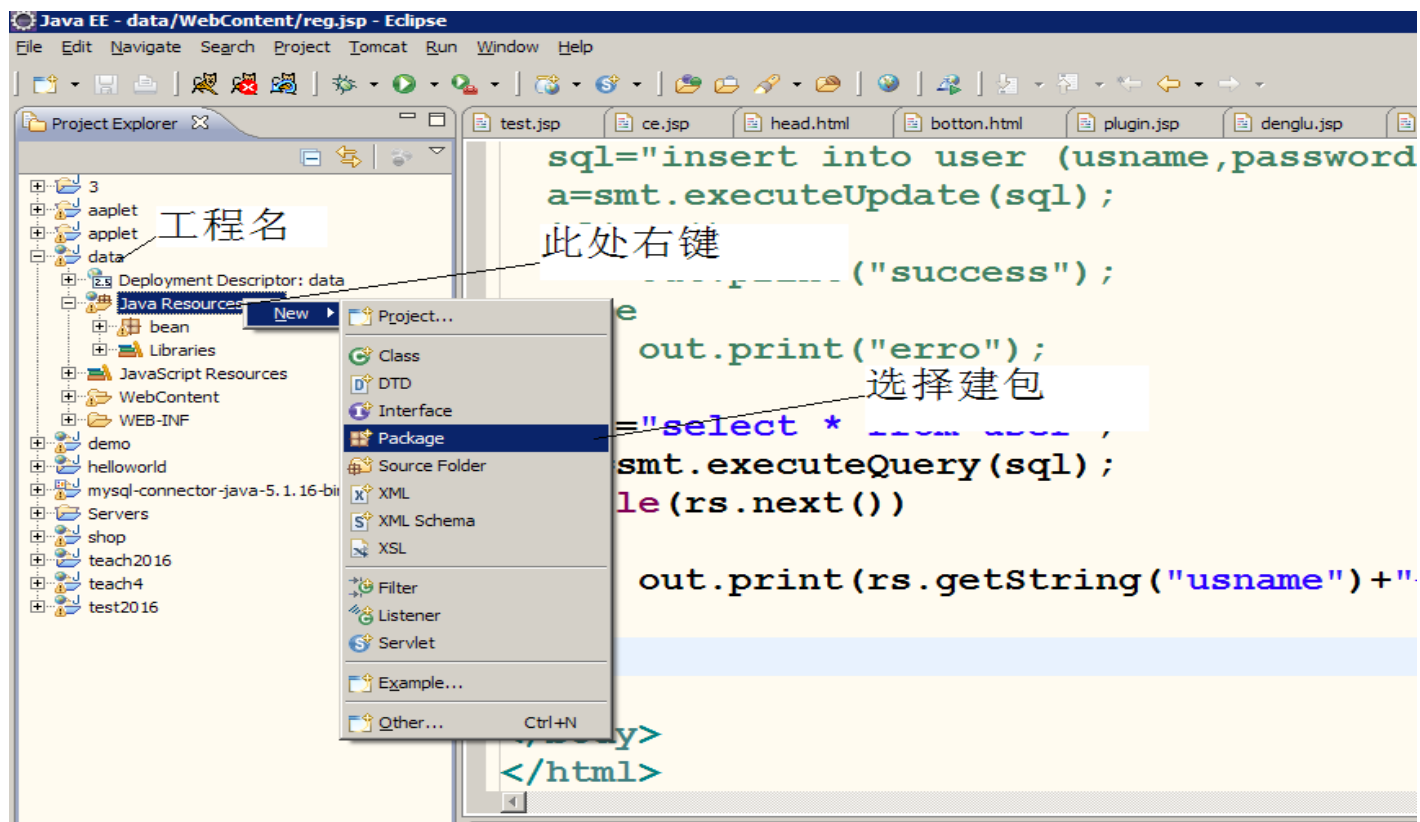 Java EE - data/WebContent/reg.jsp - Eclipse
File Edit Navigate Search Project Tomcat Run Window Help
Project Explorer
test.jsp ce.jsp head.html botton.html plugin.jsp denglu.jsp
3
aaplet
applet
data
Deployment Descriptor: data
Java Resources
bean
Libraries
JavaScript Resources
WebContent
WEB-INF
demo
helloworld
mysql-connector-java-5.1.16-bi
Servers
shop
teach2016
teach4
test2016
工程名
此处右键
选择建包
New
Project...
Class
DTD
Interface
Package
Source Folder
XML
XML Schema
XSL
Filter
Listener
Servlet
Example...
Other... Ctrl+N
sql="insert into user (usname,password
a=smt.executeUpdate(sql);
("success");
e
out.print("erro");
="select * from user";
smt.executeQuery(sql);
le(rs.next())
out.print(rs.getString("usname")+"
</body>
</html>